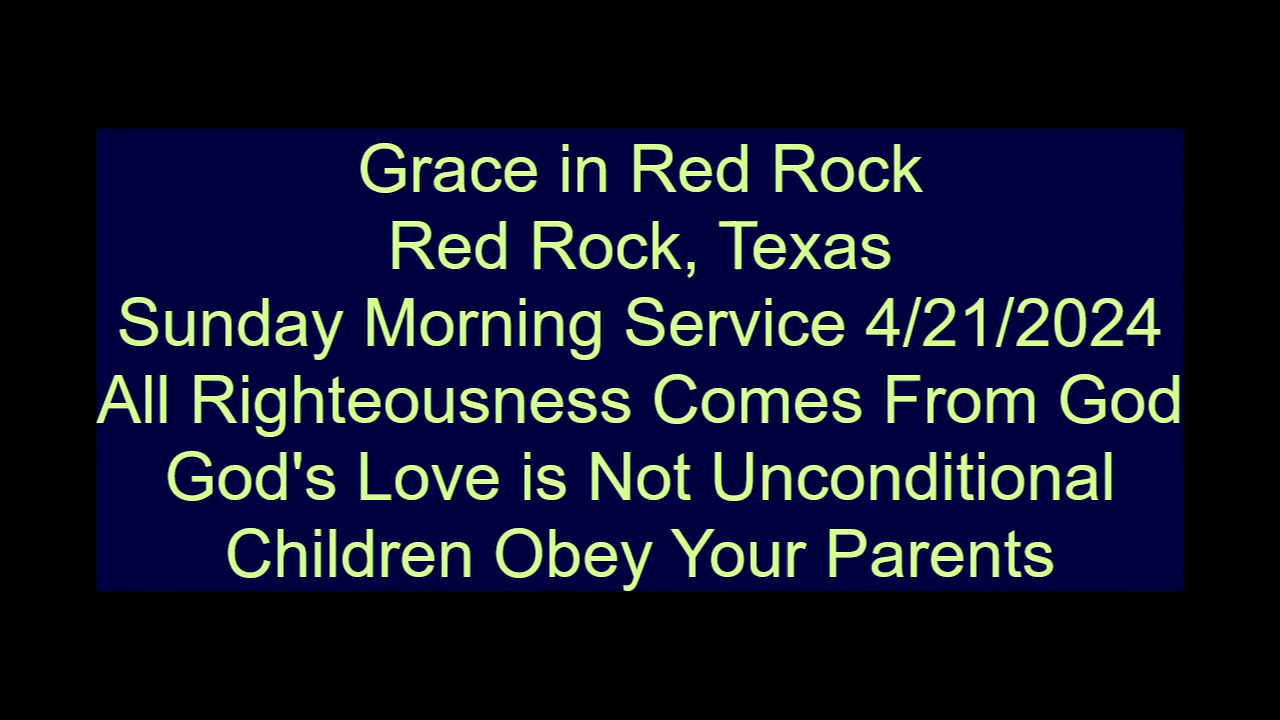 Grace in Red Rock
Red Rock, Texas
Sunday Morning Service 4/21/2024
All Righteousness Comes From God
God's Love is Not Unconditional
Children Obey Your Parents